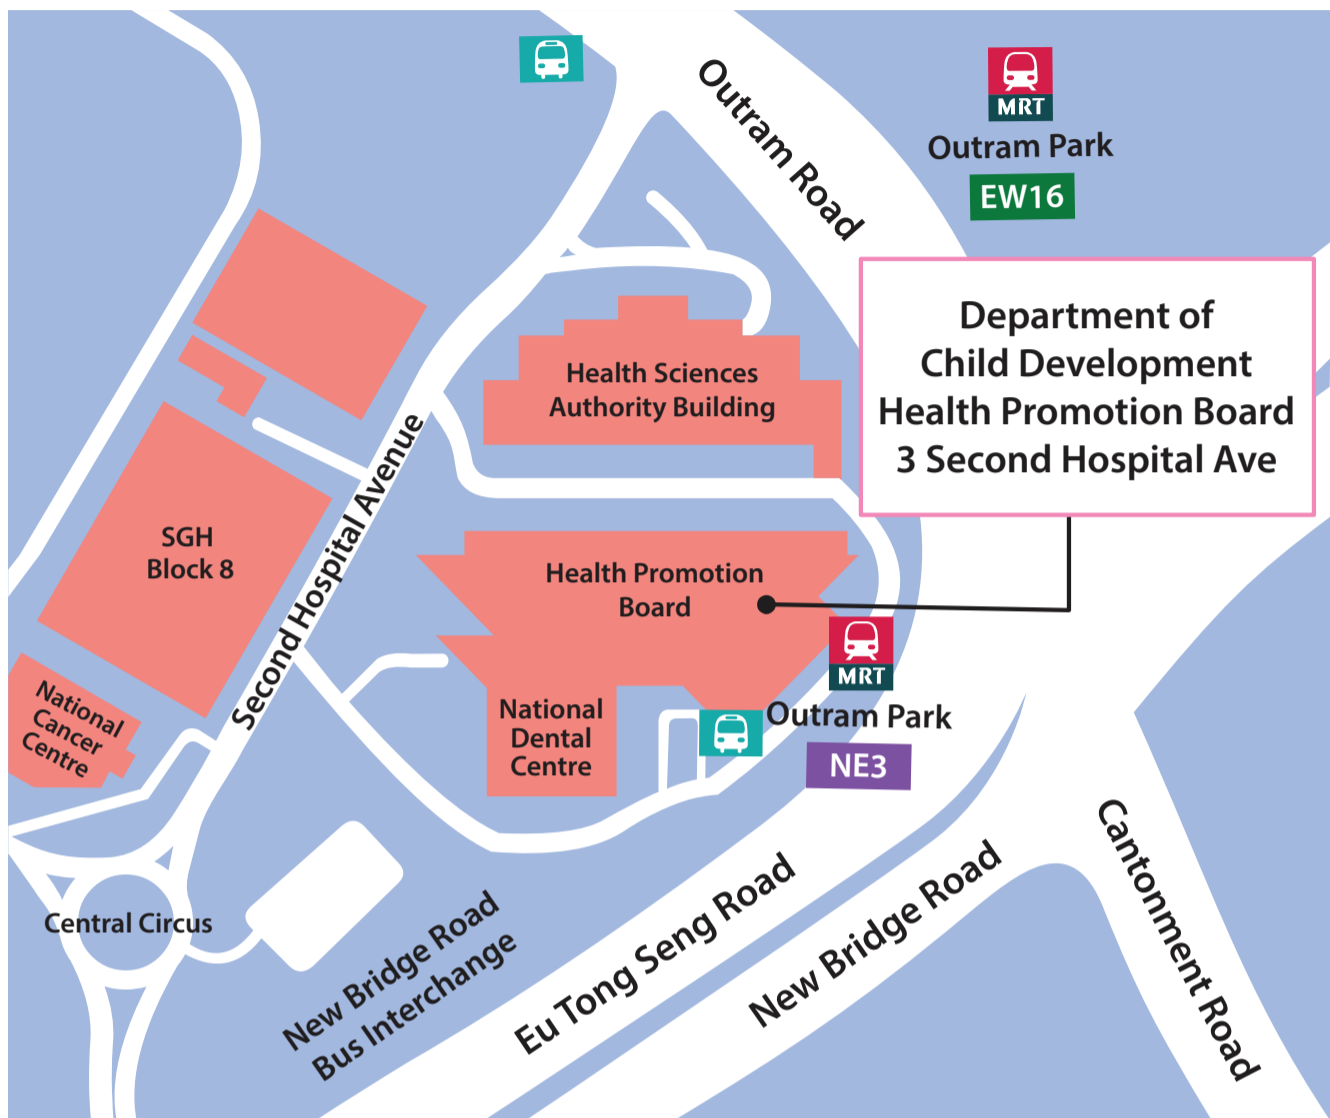 Outram Road
MRT
Outram Park
EW16
Department of
Child Development
Health Promotion Board
3 Second Hospital Ave
Health Sciences
Authority Building
Second Hospital Avenue
SGH
Block 8
Health Promotion
Board
MRT
Outram Park
NE3
National
Cancer
Centre
National
Dental
Centre
Central Circus
New Bridge Road
Bus Interchange
Eu Tong Seng Road
New Bridge Road
Cantonment Road